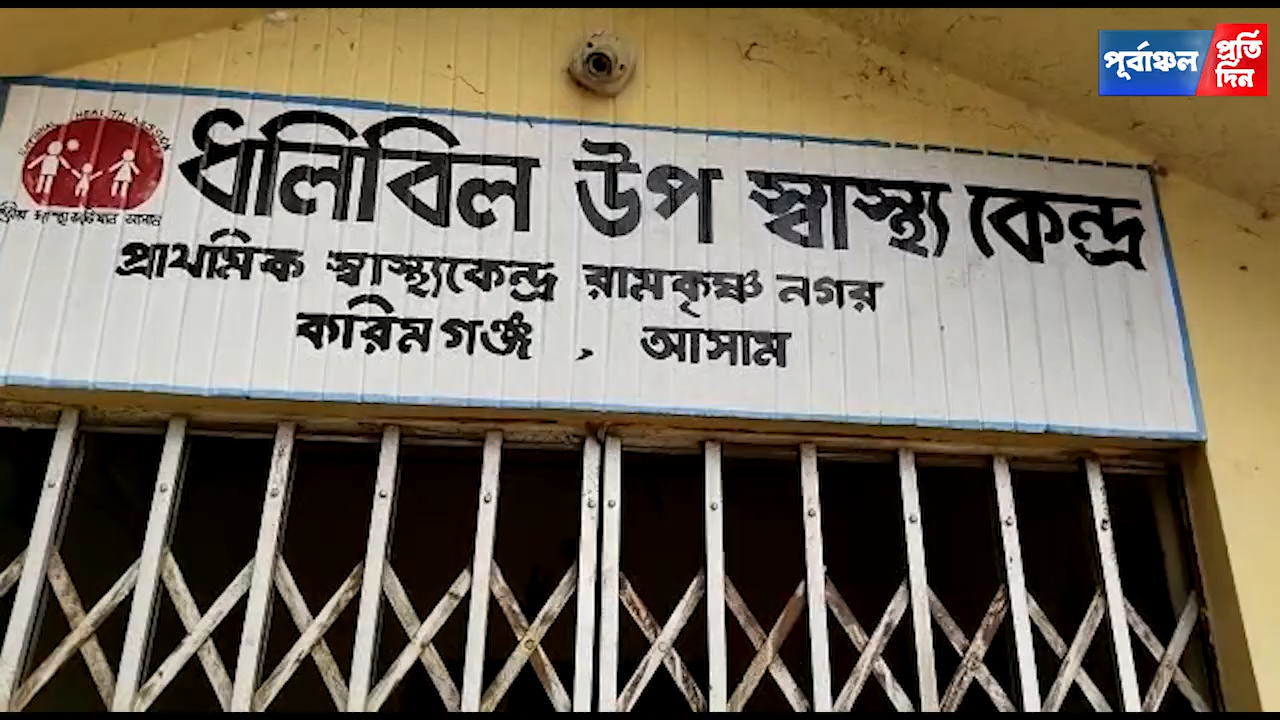 পূর্বাঞ্চল
প্রতি
দিন
ধলিবিল উপ স্বাস্থ্য কেন্দ্র
প্রাথমিক স্বাস্থ্যকেন্দ্র রামকৃষ্ণ নগর
করিমগঞ্জ , আসাম